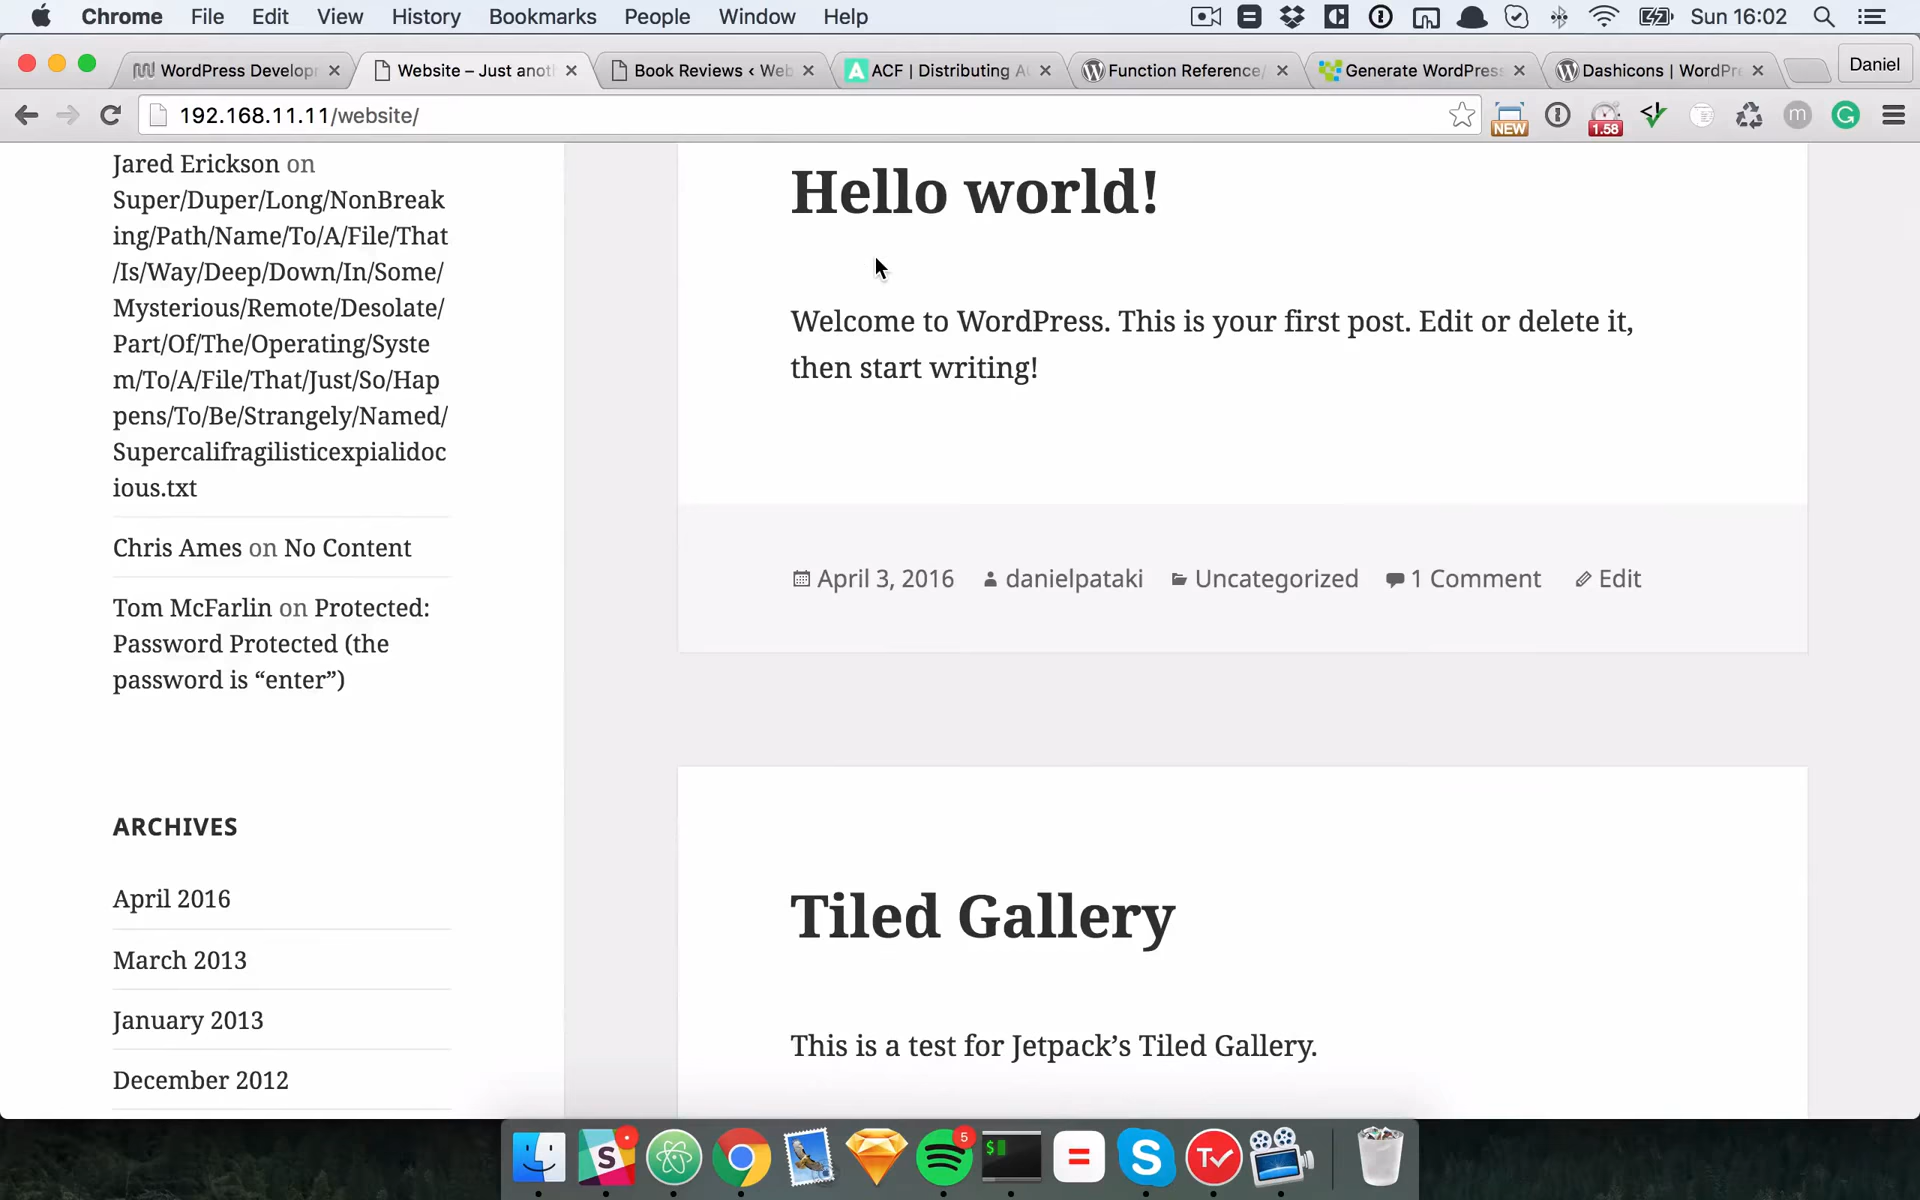 Chrome File Edit View History Bookmarks People Window Help Sun 16:02
WordPress Develop Website – Just anot Book Reviews ‹ Web ACF | Distributing A Function Reference/ Generate WordPress Dashicons | WordPre Daniel
192.168.11.11/website/ NEW 1.58
Jared Erickson on
Super/Duper/Long/NonBreak
ing/Path/Name/To/A/File/That
/Is/Way/Deep/Down/In/Some/
Mysterious/Remote/Desolate/
Part/Of/The/Operating/Syste
m/To/A/File/That/Just/So/Hap
pens/To/Be/Strangely/Named/
Supercalifragilisticexpialidoc
ious.txt
Chris Ames on No Content
Tom McFarlin on Protected:
Password Protected (the
password is “enter”)
ARCHIVES
April 2016
March 2013
January 2013
December 2012
Hello world!
Welcome to WordPress. This is your first post. Edit or delete it,
then start writing!
April 3, 2016 danielpataki Uncategorized 1 Comment Edit
Tiled Gallery
This is a test for Jetpack’s Tiled Gallery.
5